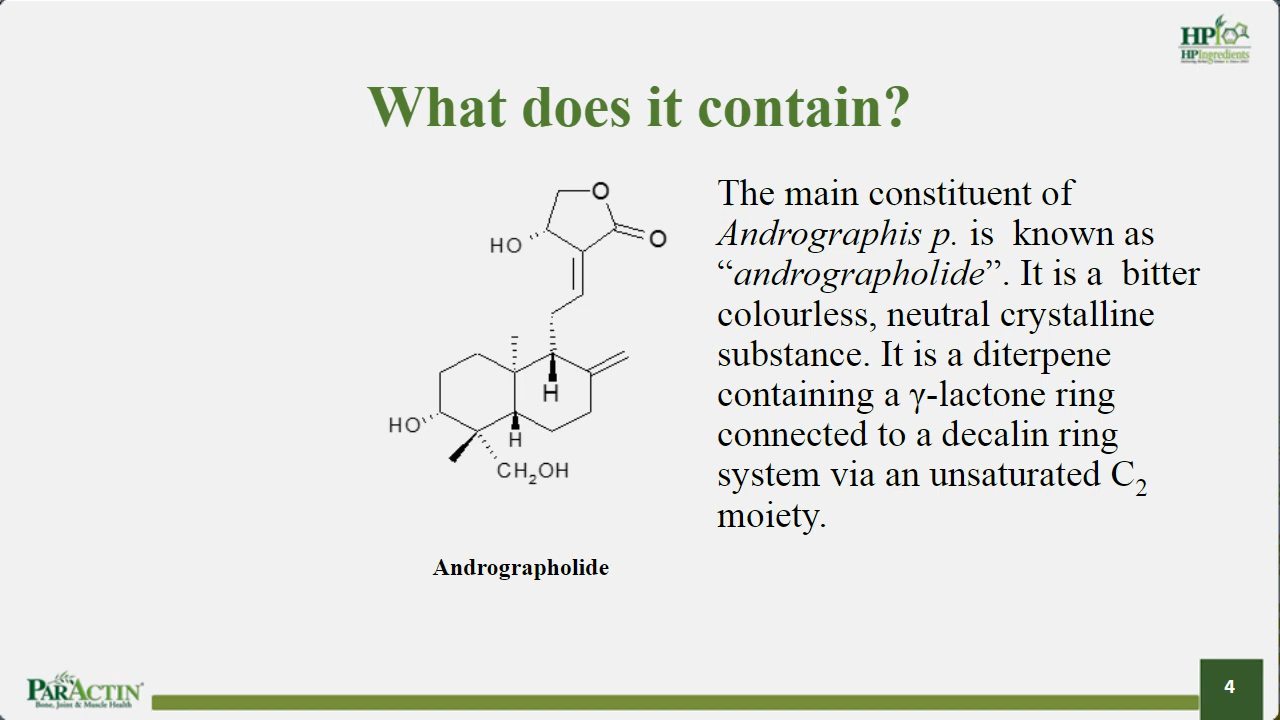 HP
HPIngredients
What does it contain?
O
O
HO
H
H
HO
CH₂OH
Andrographolide
The main constituent of
Andrographis p. is  known as
“andrographolide”. It is a  bitter
colourless, neutral crystalline
substance. It is a diterpene
containing a γ-lactone ring
connected to a decalin ring
system via an unsaturated C₂
moiety.
PARACTIN®
Bone, Joint & Muscle Health
4